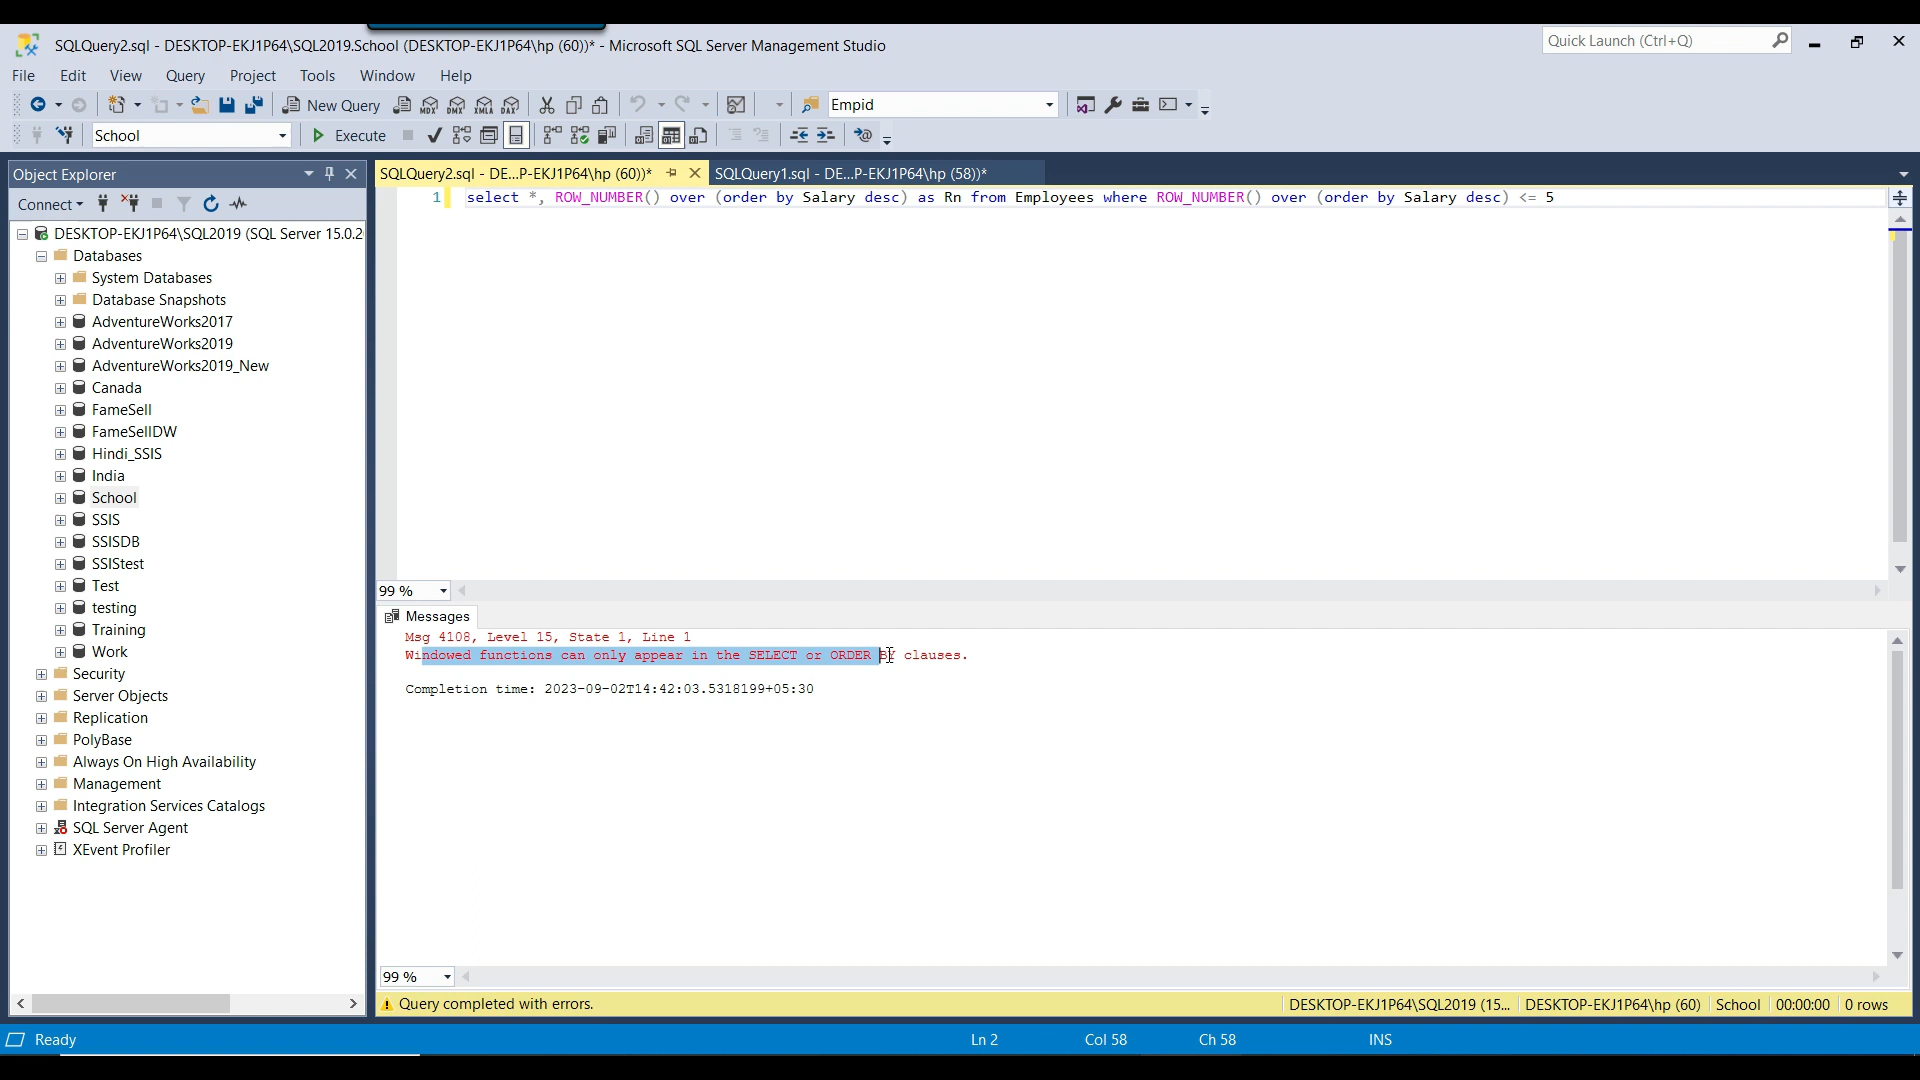 SQLQuery2.sql - DESKTOP-EKJ1P64\SQL2019.School (DESKTOP-EKJ1P64\hp (60))* - Microsoft SQL Server Management Studio
Quick Launch (Ctrl+Q)
File Edit View Query Project Tools Window Help
New Query MDX DMX XMLA DAX Empid
School Execute
Object Explorer
SQLQuery2.sql - DE...P-EKJ1P64\hp (60))*
SQLQuery1.sql - DE...P-EKJ1P64\hp (58))*
Connect
1 select *, ROW_NUMBER() over (order by Salary desc) as Rn from Employees where ROW_NUMBER() over (order by Salary desc) <= 5
DESKTOP-EKJ1P64\SQL2019 (SQL Server 15.0.2
Databases
System Databases
Database Snapshots
AdventureWorks2017
AdventureWorks2019
AdventureWorks2019_New
Canada
FameSell
FameSellDW
Hindi_SSIS
India
School
SSIS
SSISDB
SSIStest
Test
testing
Training
Work
Security
Server Objects
Replication
PolyBase
Always On High Availability
Management
Integration Services Catalogs
SQL Server Agent
XEvent Profiler
99 %
Messages
Msg 4108, Level 15, State 1, Line 1
Windowed functions can only appear in the SELECT or ORDER BY clauses.
Completion time: 2023-09-02T14:42:03.5318199+05:30
99 %
Query completed with errors.
DESKTOP-EKJ1P64\SQL2019 (15... DESKTOP-EKJ1P64\hp (60) School 00:00:00 0 rows
Ready Ln 2 Col 58 Ch 58 INS